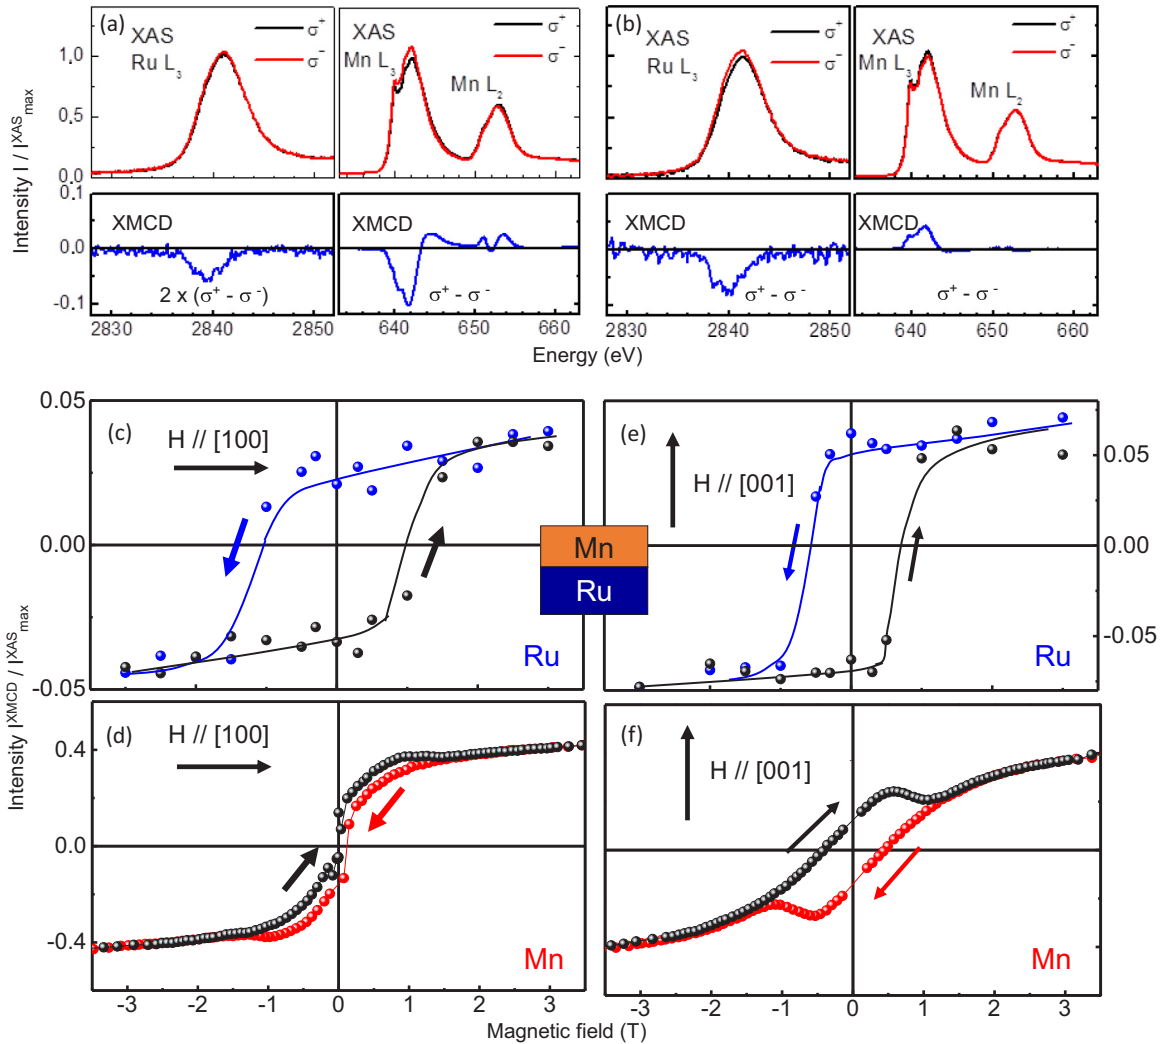 (a) XAS Ru L3 σ+ σ-
XAS Mn L3 Mn L2 σ+ σ-
(b) XAS Ru L3 σ+ σ-
XAS Mn L3 Mn L2
1,0
0,5
0,0
Intensity I / I^XAS_max
0,1
0.0
-0.1
XMCD
2 x (σ+ - σ-)
XMCD
σ+ - σ-
XMCD
σ+ - σ-
XMCD
σ+ - σ-
2830 2840 2850 640 650 660 2830 2840 2850 640 650 660
Energy (eV)
0.05
0.00
-0.05
(c) H // [100]
Ru
(e) H // [001]
Ru
0.05
0.00
-0.05
Mn
Ru
Intensity I^XMCD / I^XAS_max
0.4
0.0
-0.4
(d) H // [100]
Mn
(f) H // [001]
Mn
-3 -2 -1 0 1 2 3 -3 -2 -1 0 1 2 3
Magnetic field (T)